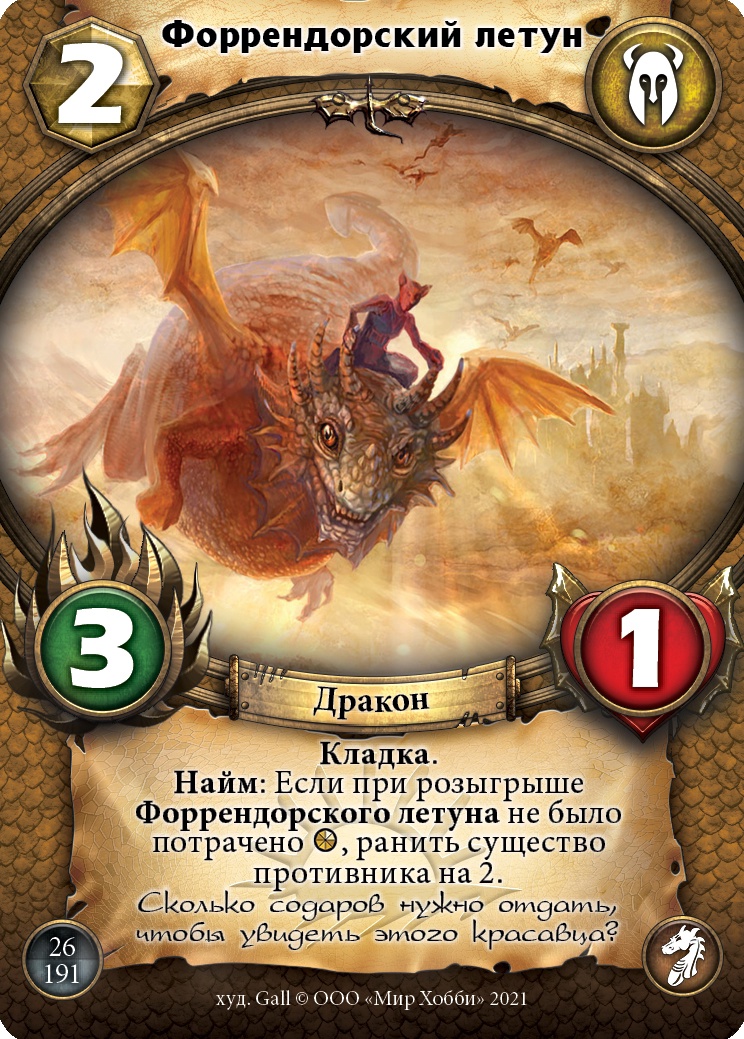 Форрендорский летун
2
3
1
Дракон
Кладка.
Найм: Если при розыгрыше
Форрендорского летуна не было
потрачено , ранить существо
противника на 2.
Сколько содаров нужно отдать,
чтобы увидеть этого красавца?
26
191
худ. Gall © ООО «Мир Хобби» 2021